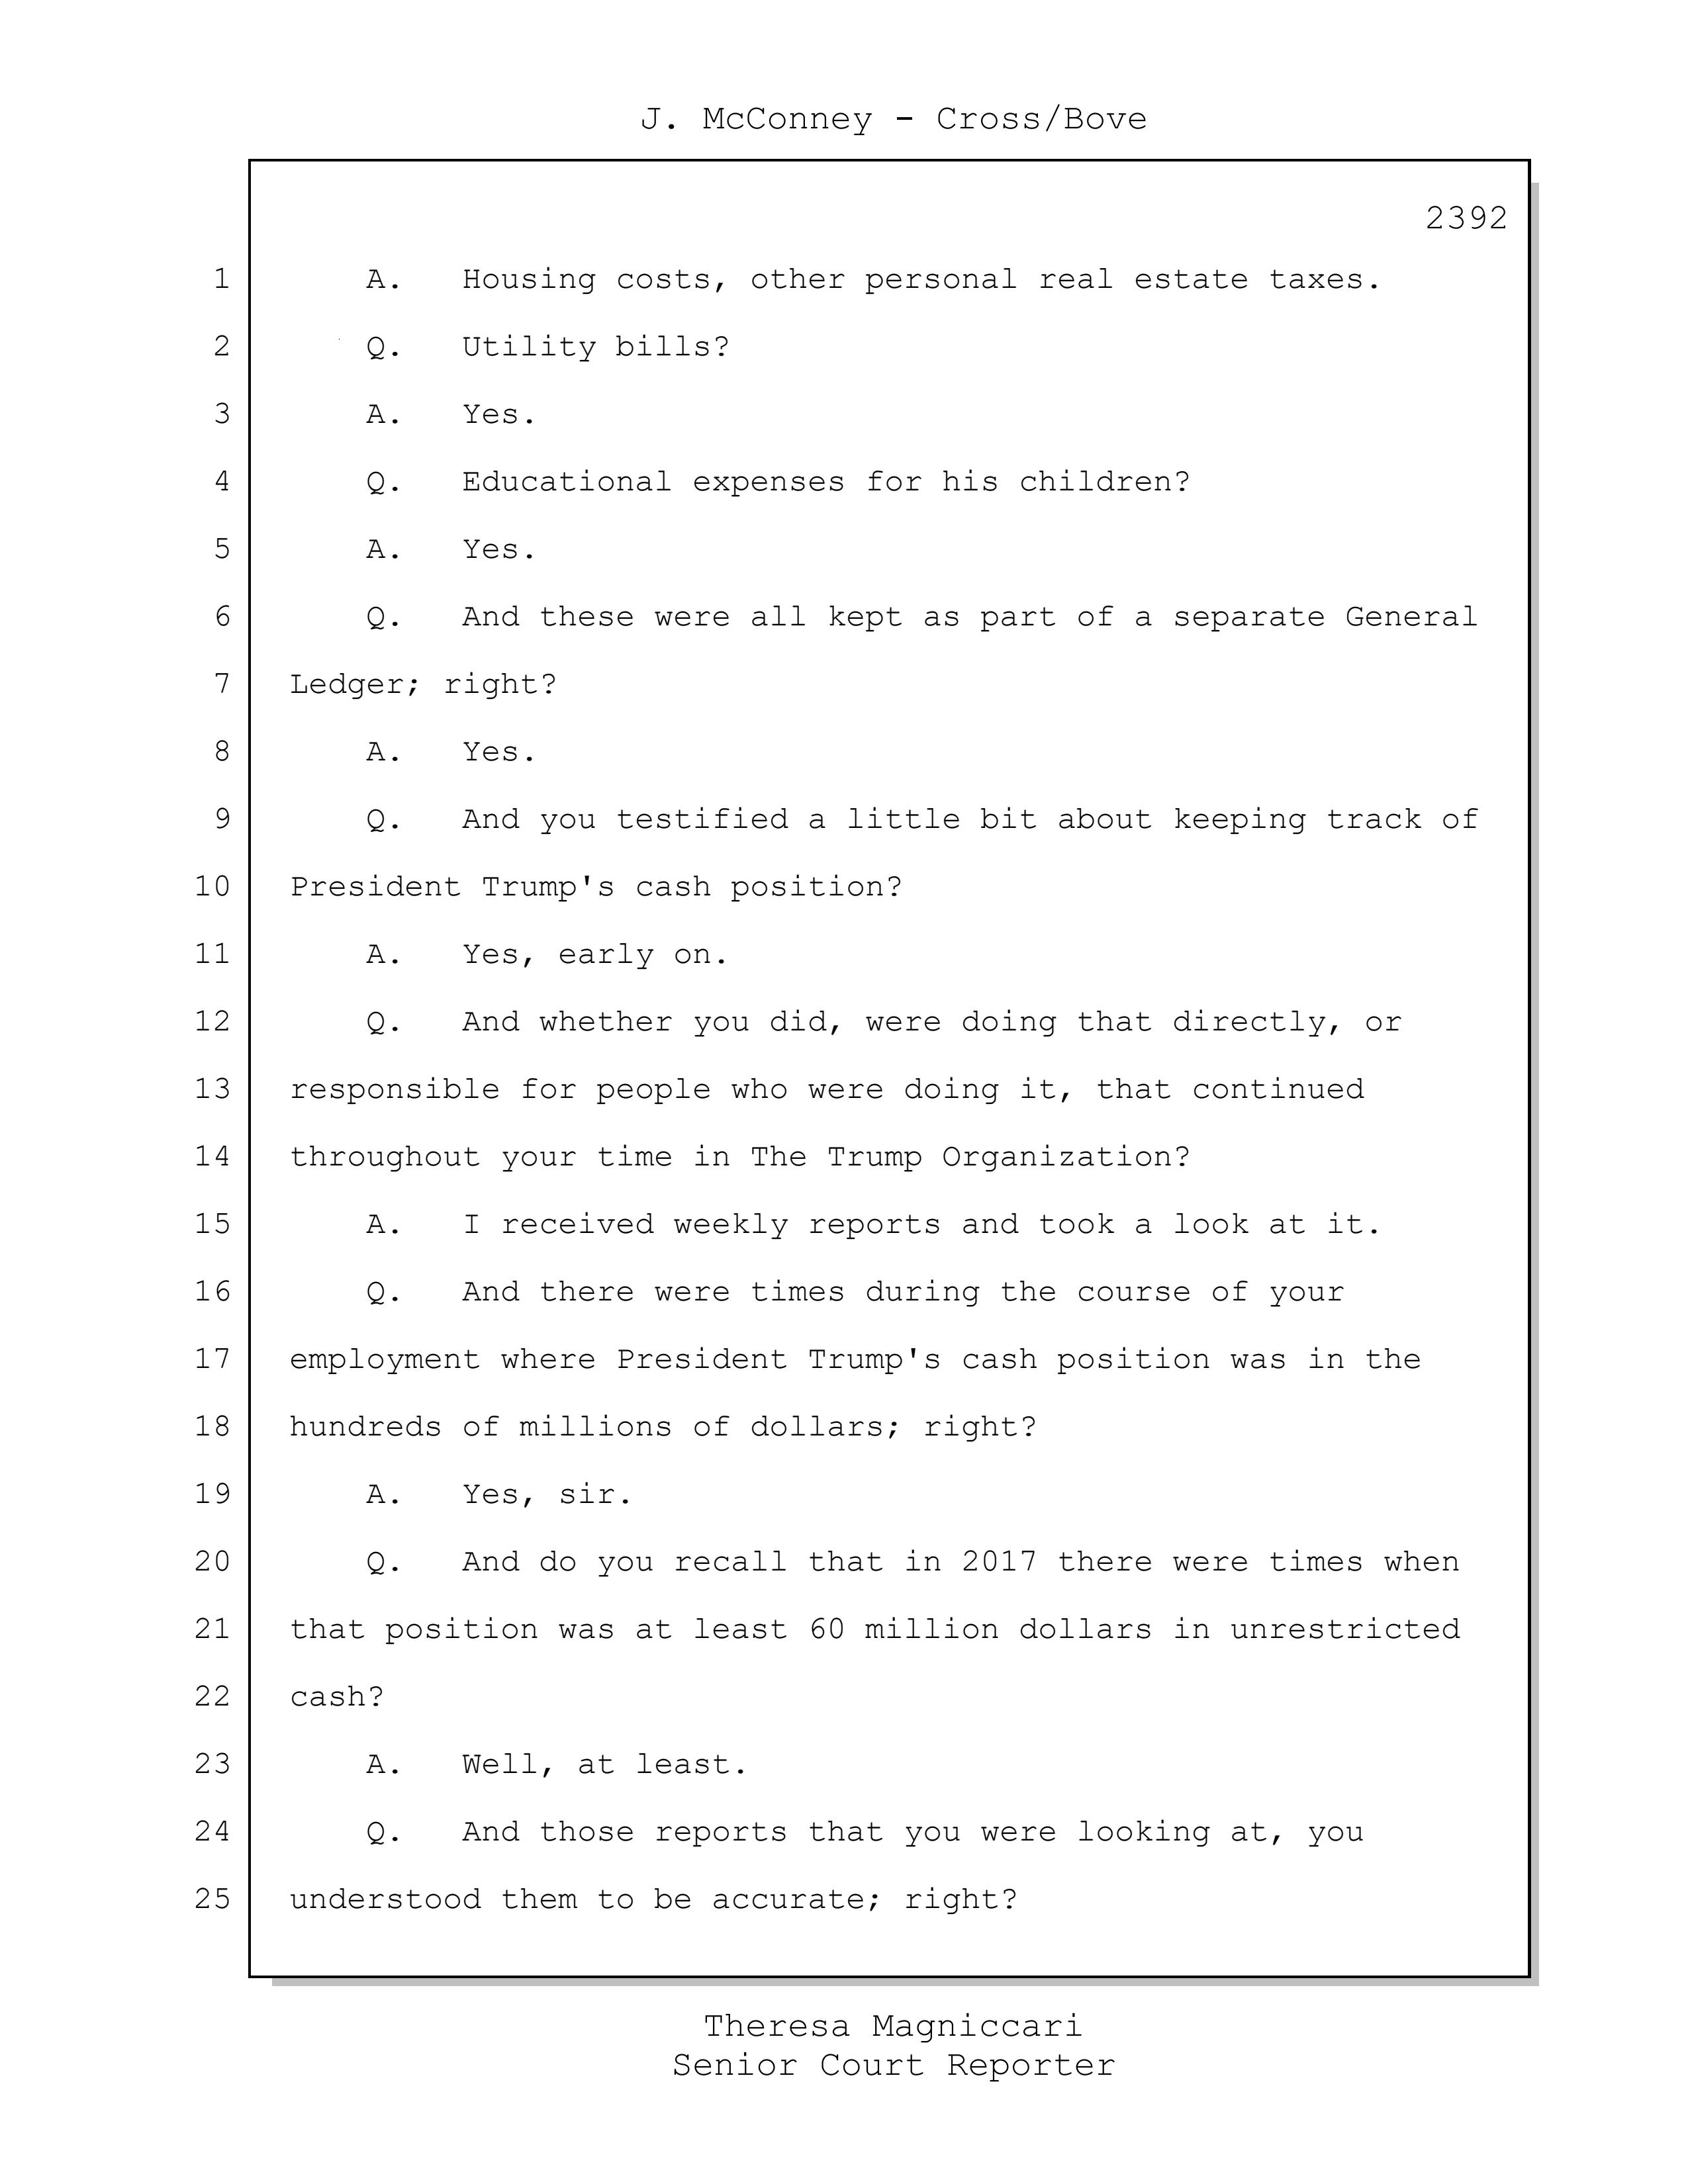 J. McConney - Cross/Bove
2392
1 A. Housing costs, other personal real estate taxes.
2 Q. Utility bills?
3 A. Yes.
4 Q. Educational expenses for his children?
5 A. Yes.
6 Q. And these were all kept as part of a separate General
7 Ledger; right?
8 A. Yes.
9 Q. And you testified a little bit about keeping track of
10 President Trump's cash position?
11 A. Yes, early on.
12 Q. And whether you did, were doing that directly, or
13 responsible for people who were doing it, that continued
14 throughout your time in The Trump Organization?
15 A. I received weekly reports and took a look at it.
16 Q. And there were times during the course of your
17 employment where President Trump's cash position was in the
18 hundreds of millions of dollars; right?
19 A. Yes, sir.
20 Q. And do you recall that in 2017 there were times when
21 that position was at least 60 million dollars in unrestricted
22 cash?
23 A. Well, at least.
24 Q. And those reports that you were looking at, you
25 understood them to be accurate; right?
Theresa Magniccari
Senior Court Reporter